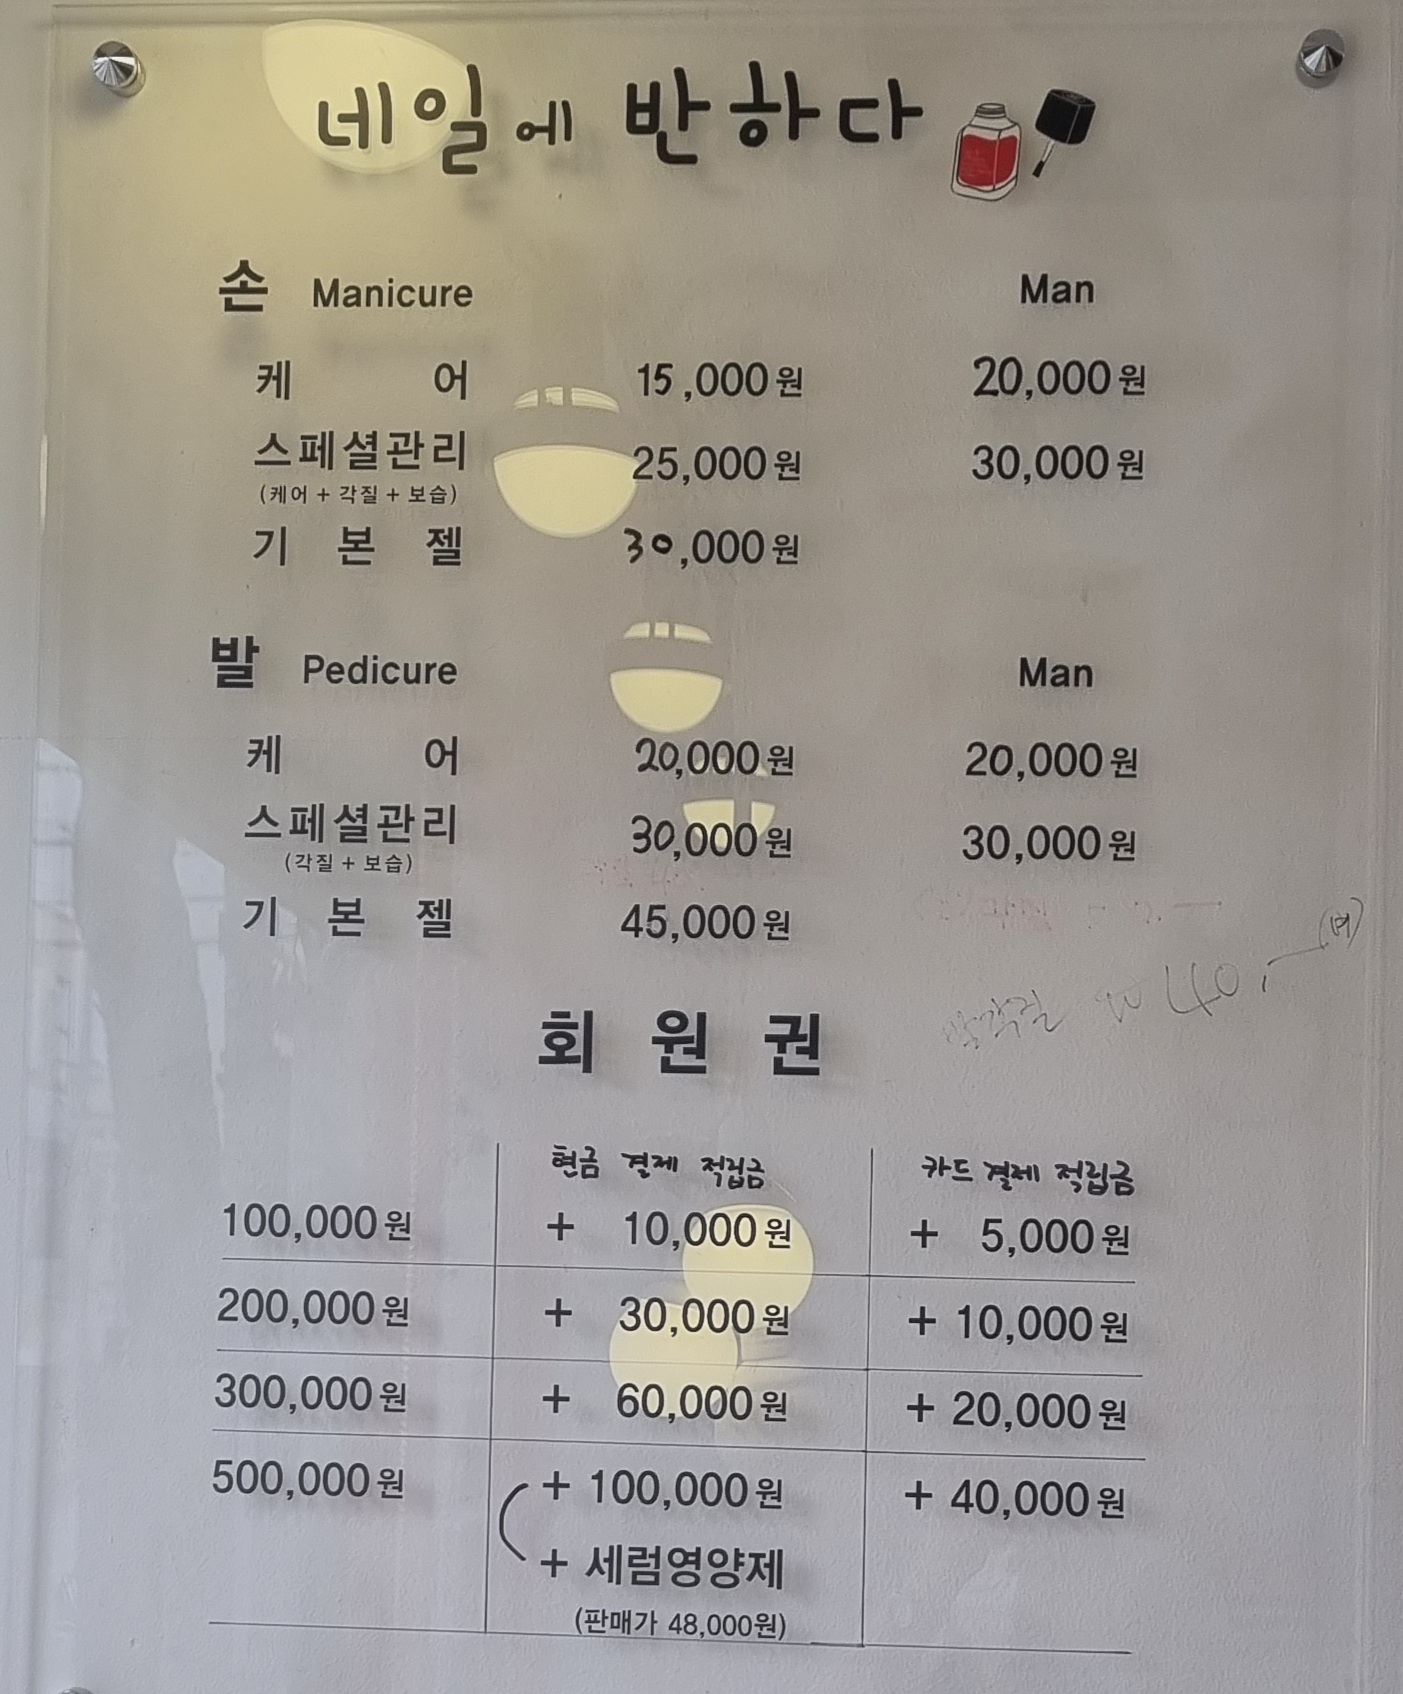 네일에 반하다
손 Manicure Man
케 어 15,000원 20,000원
스페셜관리 25,000원 30,000원
(케어 + 각질 + 보습)
기 본 젤 30,000원
발 Pedicure Man
케 어 20,000원 20,000원
스페셜관리 30,000원 30,000원
(각질 + 보습)
기 본 젤 45,000원
40,-
회 원 권
현금 결제 적립금 카드 결제 적립금
100,000원 + 10,000원 + 5,000원
200,000원 + 30,000원 + 10,000원
300,000원 + 60,000원 + 20,000원
500,000원 + 100,000원 + 40,000원
+ 세럼영양제
(판매가 48,000원)